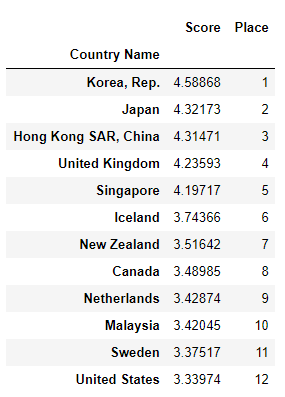 Score Place
Country Name
Korea, Rep. 4.58868 1
Japan 4.32173 2
Hong Kong SAR, China 4.31471 3
United Kingdom 4.23593 4
Singapore 4.19717 5
Iceland 3.74366 6
New Zealand 3.51642 7
Canada 3.48985 8
Netherlands 3.42874 9
Malaysia 3.42045 10
Sweden 3.37517 11
United States 3.33974 12